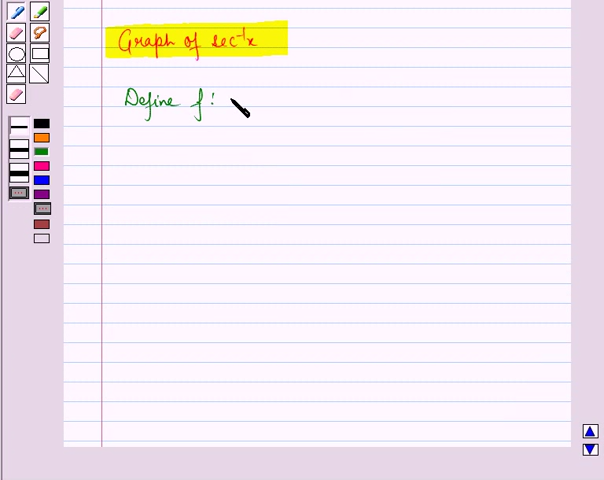 Graph of sec⁻¹x
Define f: